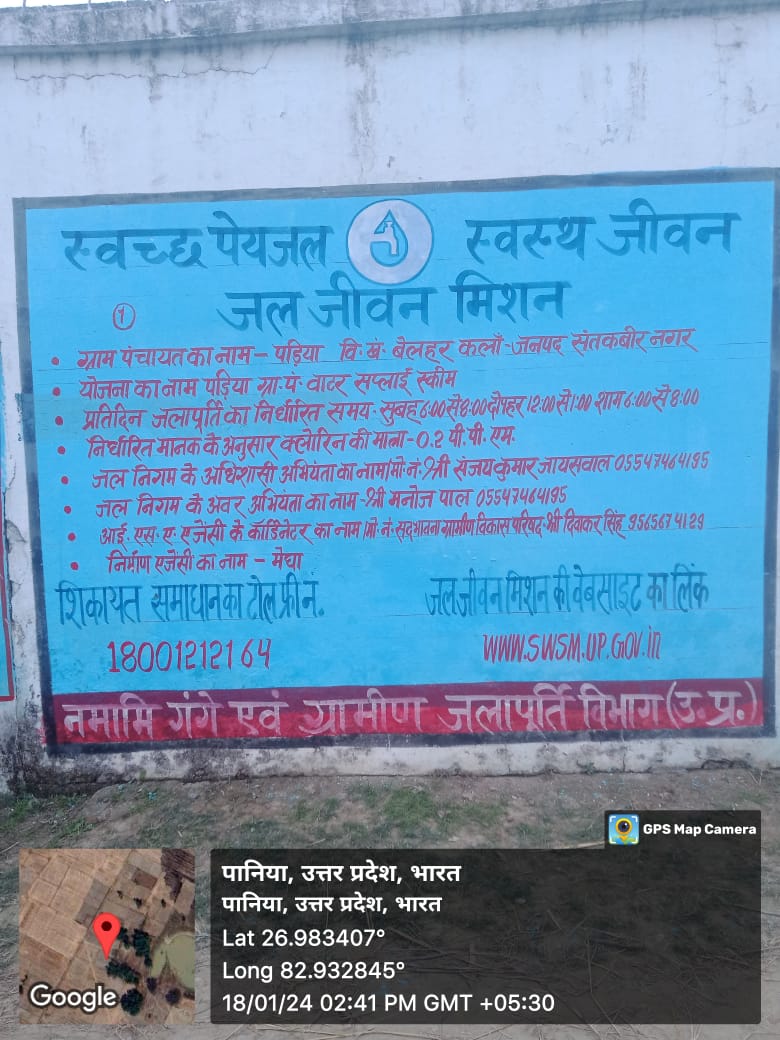 स्वच्छ पेयजल स्वस्थ जीवन
जल जीवन मिशन
१
• ग्राम पंचायत का नाम – पड़िया वि.खं. बेलहर कलाँ - जनपद संतकबीर नगर
• योजना का नाम पड़िया ग्रा.पं. वाटर सप्लाई स्कीम
• प्रतिदिन जलापूर्ति का निर्धारित समय - सुबह 6:00 से 8:00 दोपहर 12:00 से 1:00 शाम 6:00 से 8:00
• निर्धारित मानक के अनुसार क्लोरिन की मात्रा - 0.2 पी.पी.एम.
• जल निगम के अधिशासी अभियंता का नाम/मो.नं. श्री संजय कुमार जायसवाल 05547464195
• जल निगम के अवर अभियंता का नाम - श्री मनोज पाल 05547464195
• आई.एस.ए. एजेंसी के कॉर्डिनेटर का नाम/मो.नं. सदभावना ग्रामीण विकास परिषद - श्री दिवाकर सिंह 9565674129
• निर्माण एजेंसी का नाम – मेघा
शिकायत समाधान का टोल फ्री नं.
18001212164
जल जीवन मिशन की वेबसाइट का लिंक
WWW.SWSM.UP.GOV.in
नमामि गंगे एवं ग्रामीण जलापूर्ति विभाग (उ.प्र.)
GPS Map Camera
पानिया, उत्तर प्रदेश, भारत
पानिया, उत्तर प्रदेश, भारत
Lat 26.983407°
Long 82.932845°
18/01/24 02:41 PM GMT +05:30
Google